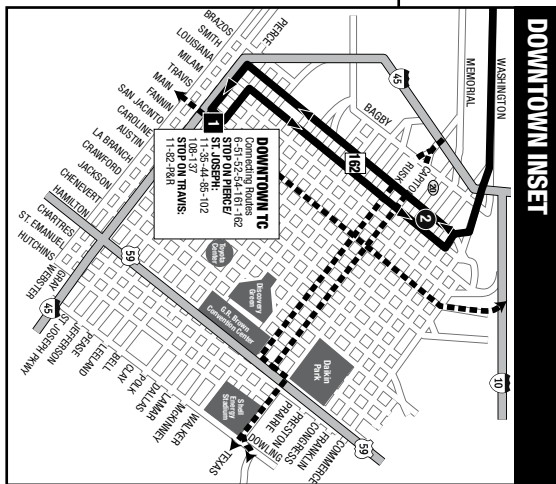 DOWNTOWN INSET
WASHINGTON
MEMORIAL
45
10
PIERCE
BRAZOS
SMITH
LOUISIANA
MILAM
TRAVIS
MAIN
FANNIN
SAN JACINTO
CAROLINE
AUSTIN
LA BRANCH
CRAWFORD
JACKSON
CHENEVERT
HAMILTON
CHARTRES
ST. EMANUEL
HUTCHINS
WEBSTER
GRAY
45
BAGBY
CAPITOL
RUSK
20
2
162
1
DOWNTOWN TC
Connecting Routes
6-51-52-54-161-162
STOP ON PIERCE/
ST. JOSEPH:
11-35-44-85-102
108-137
STOP ON TRAVIS:
11-82-P&R
Toyota
Center
Discovery
Green
G.R. Brown
Convention Center
Daikin
Park
Shell
Energy
Stadium
59
59
ST. JOSEPH PKWY
JEFFERSON
PEASE
LEELAND
BELL
CLAY
POLK
DALLAS
LAMAR
McKINNEY
WALKER
TEXAS
DOWLING
PRAIRIE
PRESTON
CONGRESS
FRANKLIN
COMMERCE